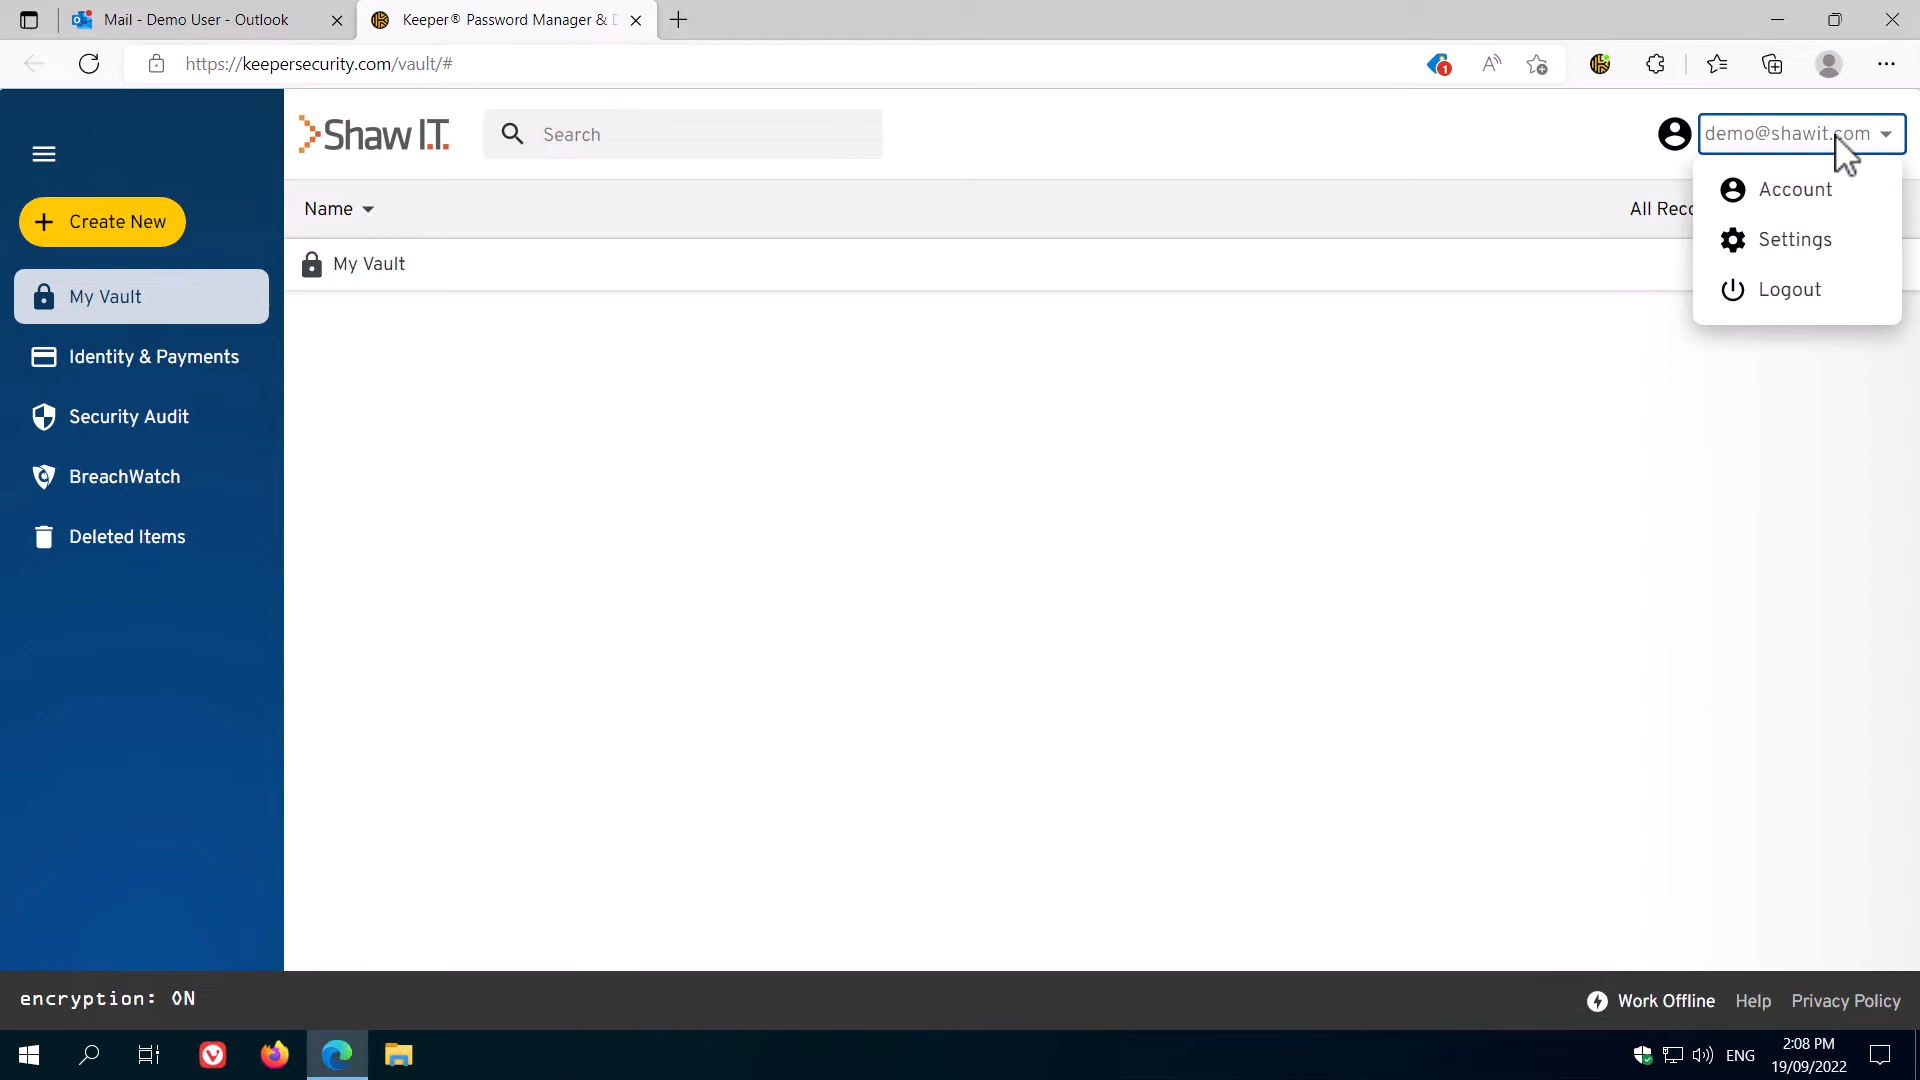 Mail - Demo User - Outlook
Keeper® Password Manager &
https://keepersecurity.com/vault/#
1
Shaw I.T.
Search
demo@shawit.com
Create New
My Vault
Identity & Payments
Security Audit
BreachWatch
Deleted Items
Name
All Reco
My Vault
Account
Settings
Logout
encryption: ON
Work Offline
Help
Privacy Policy
ENG
2:08 PM
19/09/2022